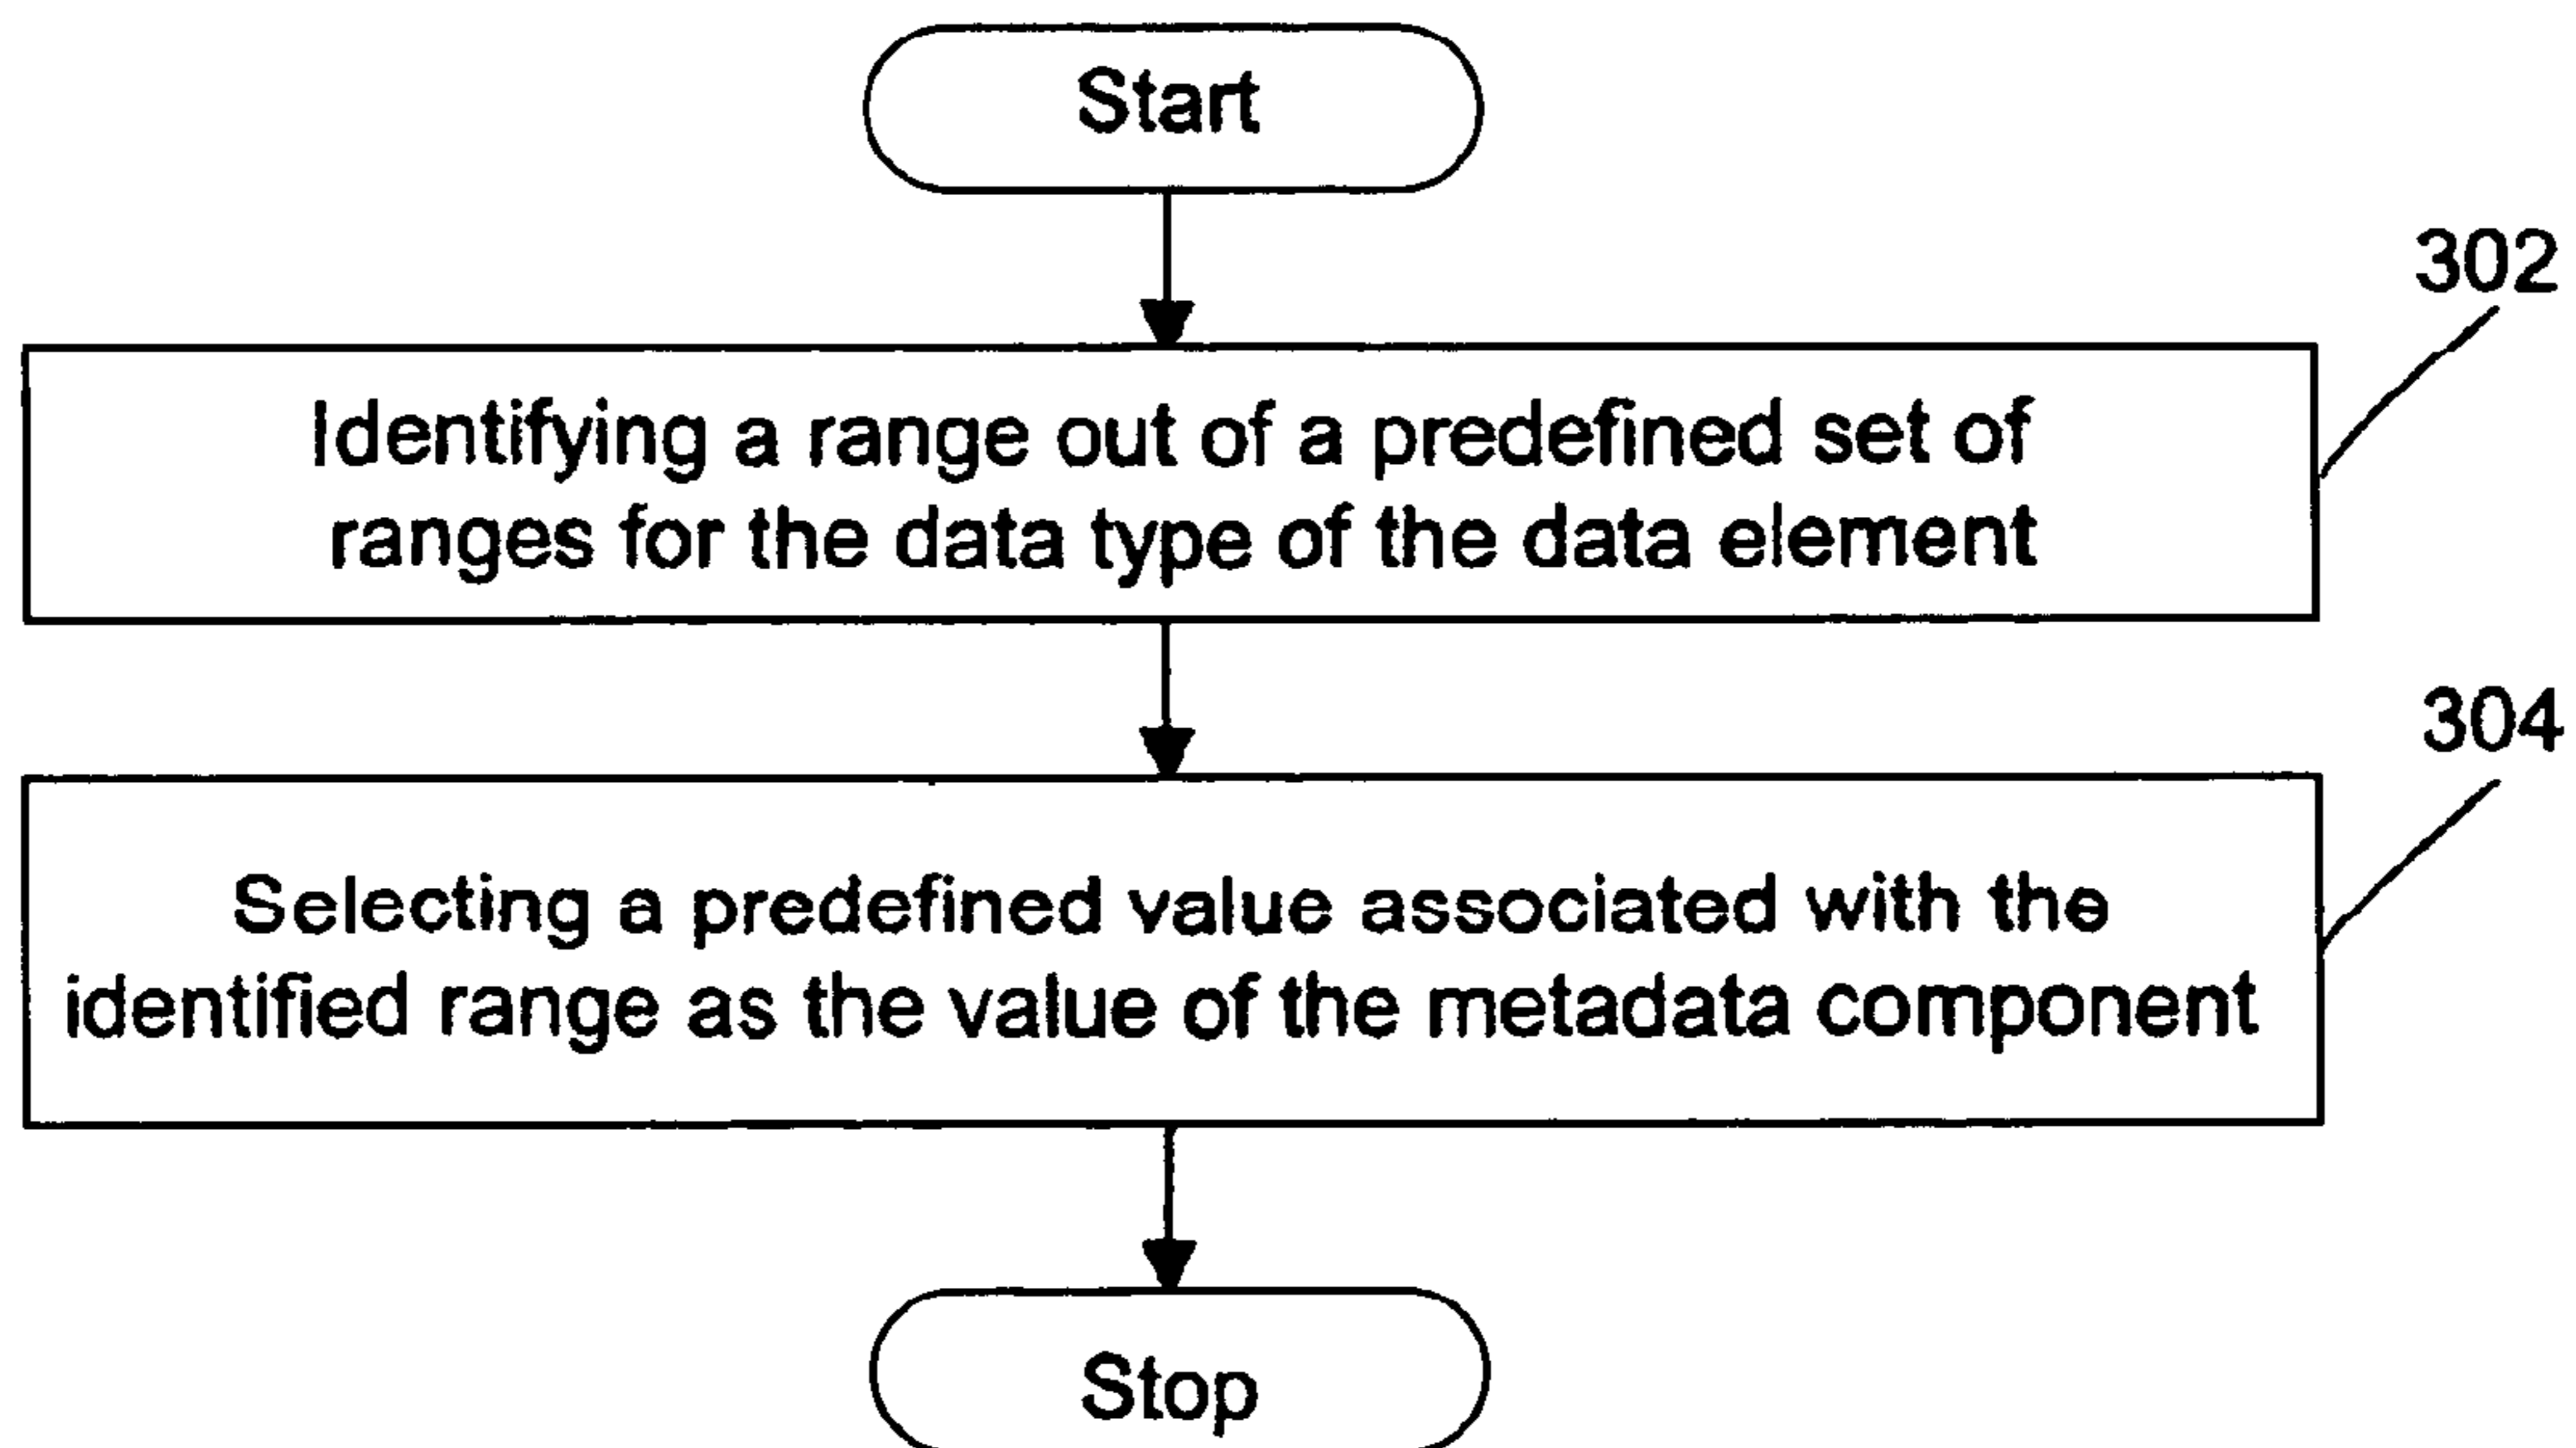 Start
302
Identifying a range out of a predefined set of
ranges for the data type of the data element
304
Selecting a predefined value associated with the
identified range as the value of the metadata component
Stop